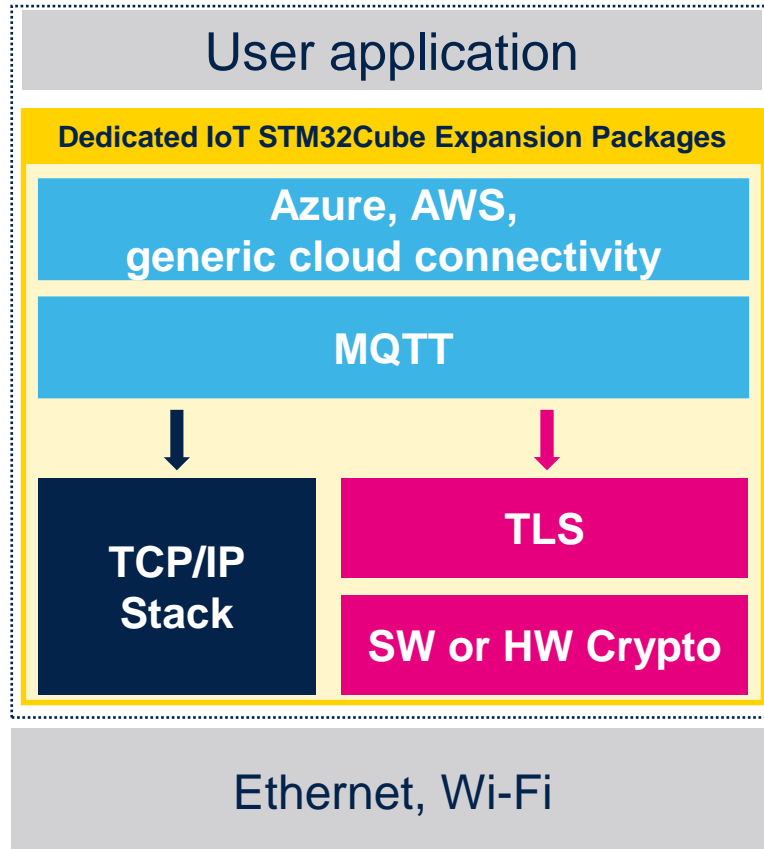 User application
Dedicated IoT STM32Cube Expansion Packages
Azure, AWS,
generic cloud connectivity
MQTT
TCP/IP
Stack
TLS
SW or HW Crypto
Ethernet, Wi-Fi